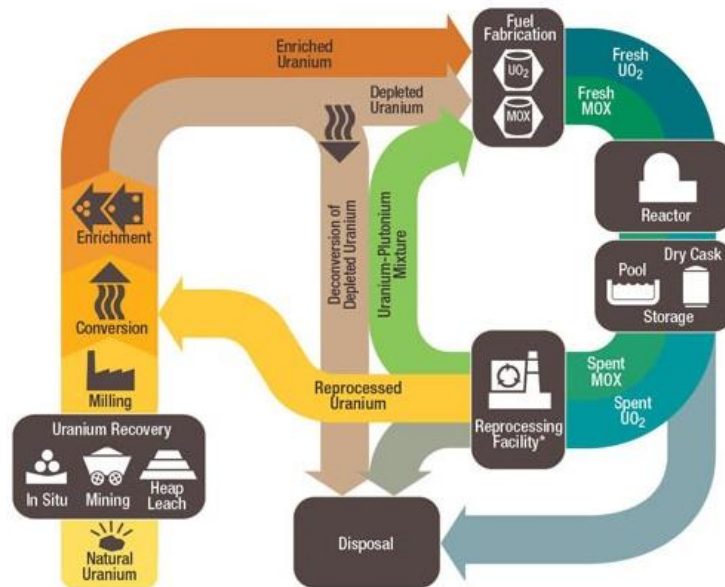 Fuel
Fabrication
UO2
MOX
Enriched
Uranium
Depleted
Uranium
Fresh
UO2
Fresh
MOX
Reactor
Dry Cask
Pool
Storage
Enrichment
Deconversion of
Depleted Uranium
Uranium-Plutonium
Mixture
Conversion
Milling
Reprocessed
Uranium
Reprocessing
Facility*
Spent
MOX
Spent
UO2
Uranium Recovery
In Situ
Mining
Heap
Leach
Natural
Uranium
Disposal